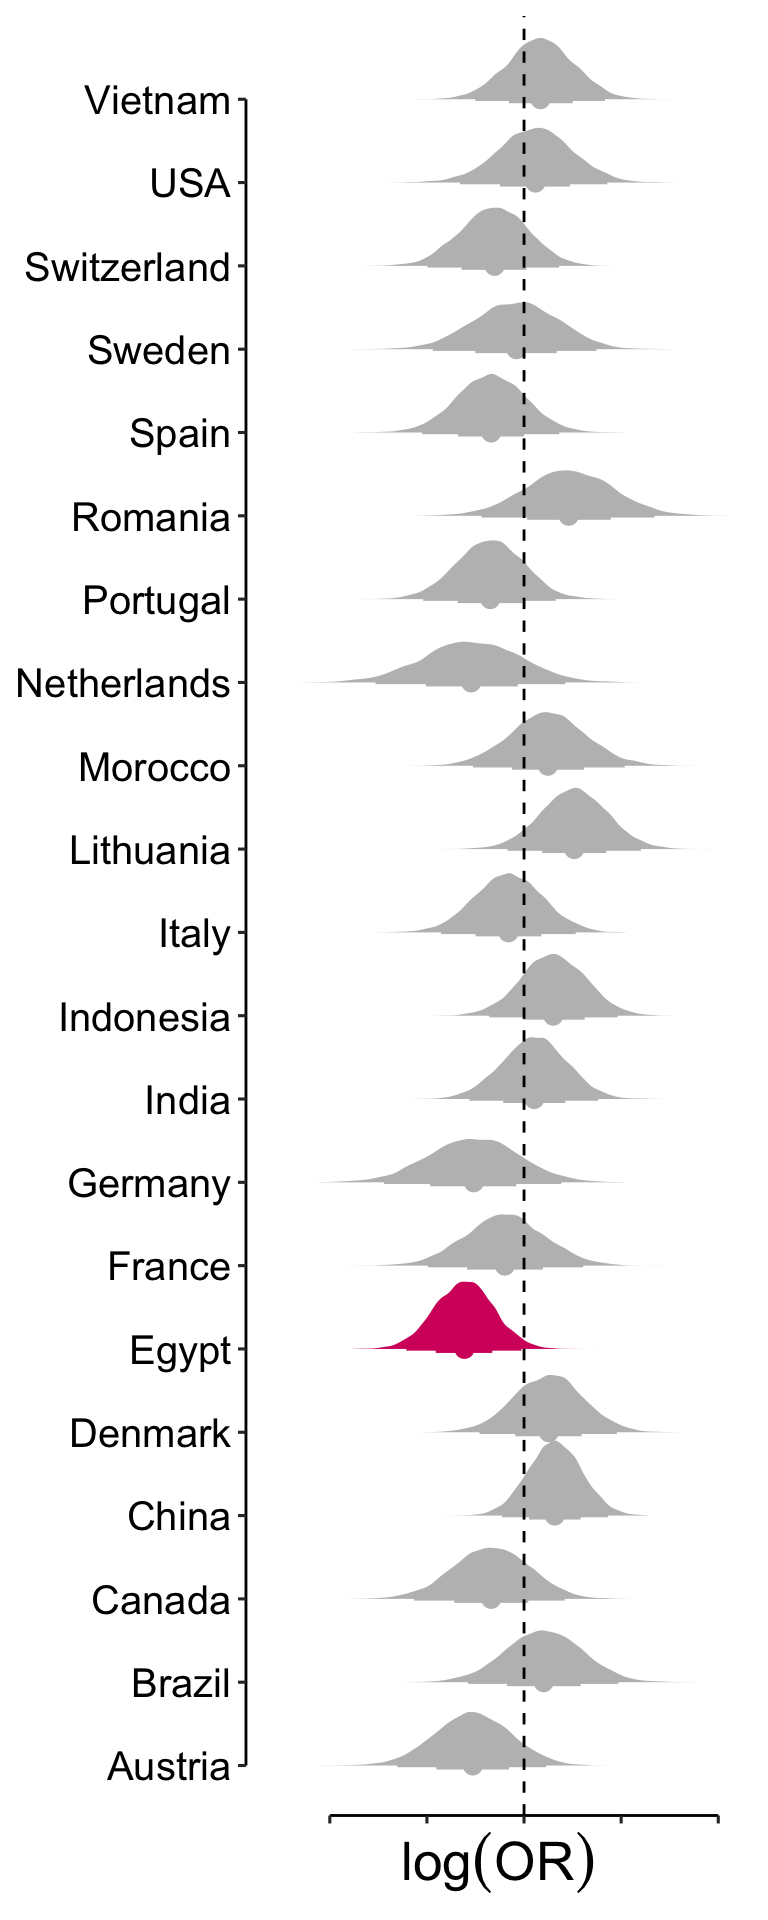 Vietnam
USA
Switzerland
Sweden
Spain
Romania
Portugal
Netherlands
Morocco
Lithuania
Italy
Indonesia
India
Germany
France
Egypt
Denmark
China
Canada
Brazil
Austria
log(OR)